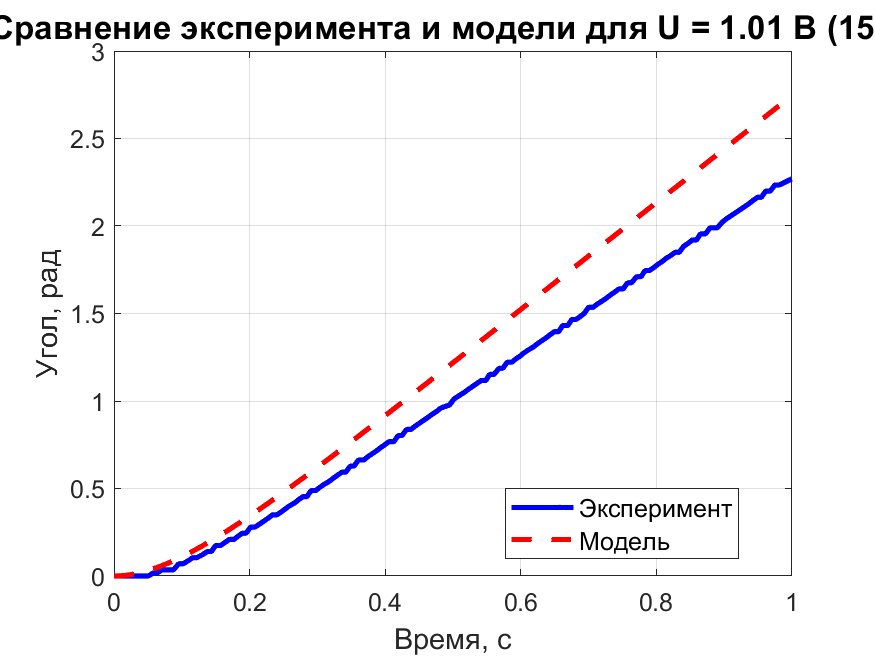 Сравнение эксперимента и модели для U = 1.01 В (15
3
2.5
2
1.5
1
0.5
0
Угол, рад
Эксперимент
Модель
0 0.2 0.4 0.6 0.8 1
Время, с